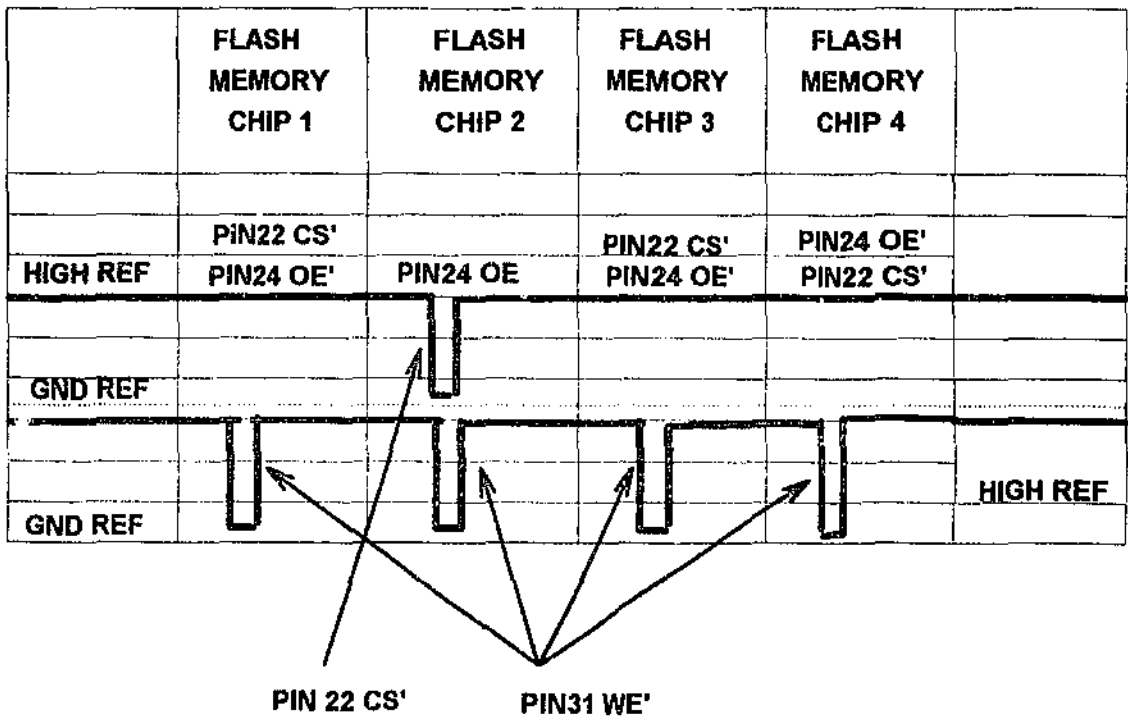 FLASH MEMORY CHIP 1
FLASH MEMORY CHIP 2
FLASH MEMORY CHIP 3
FLASH MEMORY CHIP 4
PIN22 CS' PIN22 CS' PIN24 OE'
HIGH REF PIN24 OE' PIN24 OE PIN24 OE' PIN22 CS'
GND REF
HIGH REF
GND REF
PIN 22 CS' PIN31 WE'